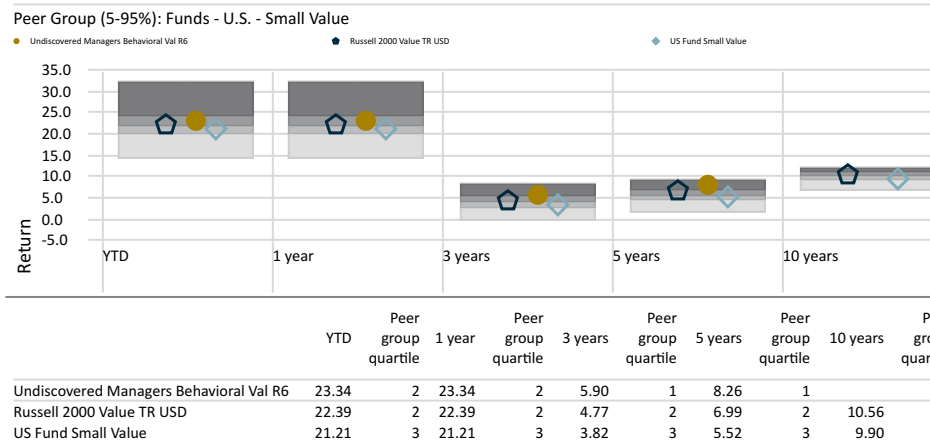 Peer Group (5-95%): Funds - U.S. - Small Value
Undiscovered Managers Behavioral Val R6 Russell 2000 Value TR USD US Fund Small Value
35.0
30.0
25.0
20.0
15.0
10.0
5.0
0.0
-5.0
Return
YTD 1 year 3 years 5 years 10 years
YTD Peer group quartile 1 year Peer group quartile 3 years Peer group quartile 5 years Peer group quartile 10 years
Undiscovered Managers Behavioral Val R6 23.34 2 23.34 2 5.90 1 8.26 1
Russell 2000 Value TR USD 22.39 2 22.39 2 4.77 2 6.99 2 10.56
US Fund Small Value 21.21 3 21.21 3 3.82 3 5.52 3 9.90